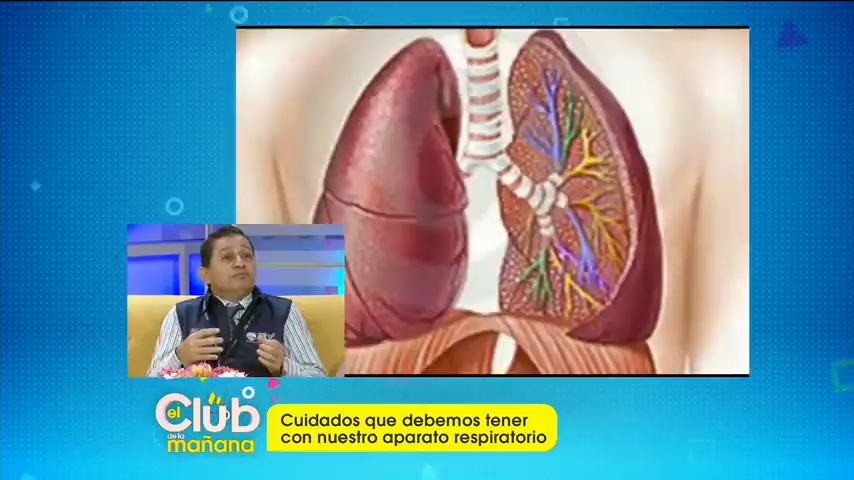 el Club
de la
mañana
Cuidados que debemos tener
con nuestro aparato respiratorio